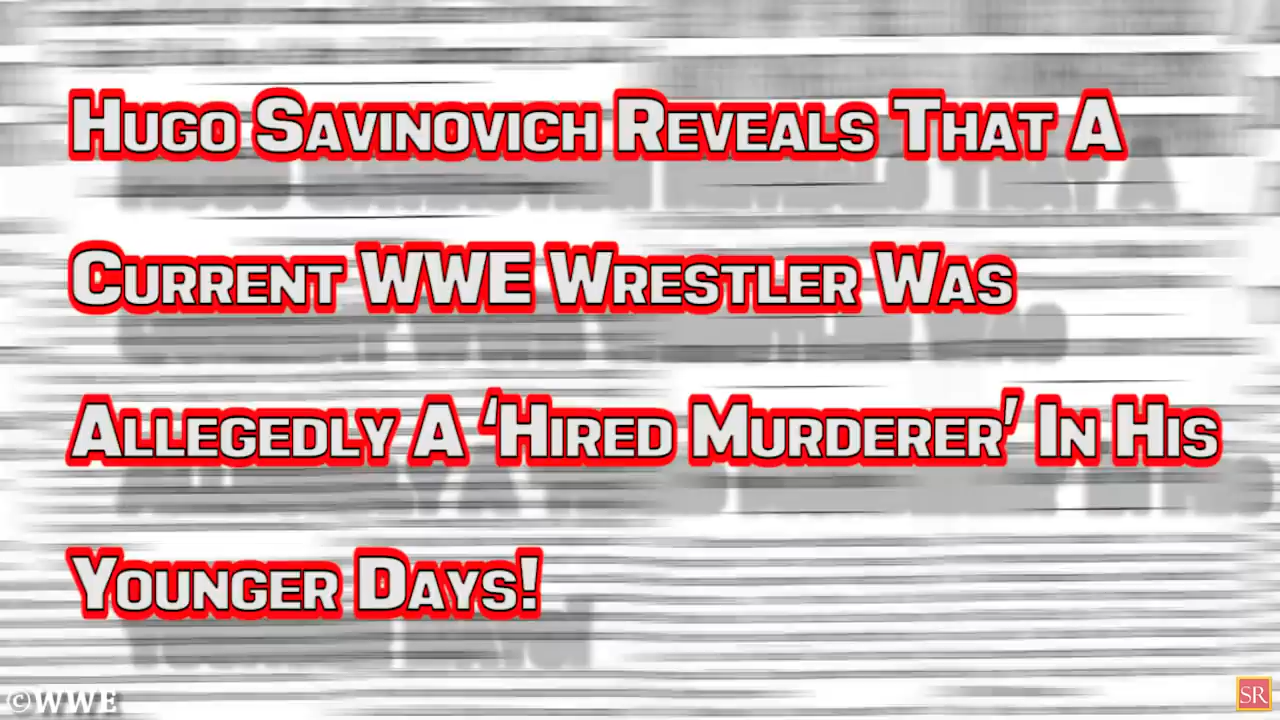 Hugo Savinovich Reveals That A
Current WWE Wrestler Was
Allegedly A ‘Hired Murderer’ In His
Younger Days!
©WWE
SR